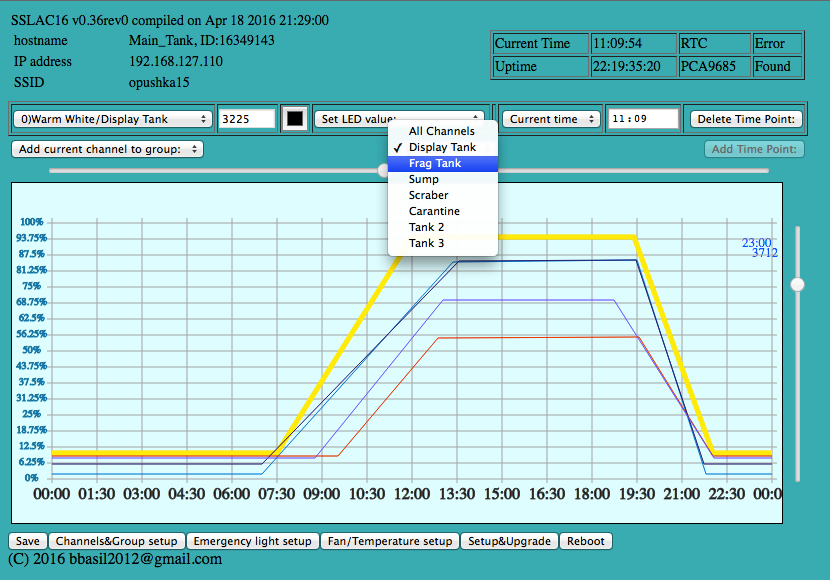 SSLAC16 v0.36rev0 compiled on Apr 18 2016 21:29:00
hostname Main_Tank, ID:16349143
IP address 192.168.127.110
SSID opushka15
Current Time 11:09:54 RTC Error
Uptime 22:19:35:20 PCA9685 Found
0)Warm White/Display Tank 3225 Set LED value: Current time 11:09 Delete Time Point:
Add current channel to group: Add Time Point:
All Channels
✓ Display Tank
Frag Tank
Sump
Scraber
Carantine
Tank 2
Tank 3
23:00
3712
100%
93.75%
87.5%
81.25%
75%
68.75%
62.5%
56.25%
50%
43.75%
37.5%
31.25%
25%
18.75%
12.5%
6.25%
0%
00:00 01:30 03:00 04:30 06:00 07:30 09:00 10:30 12:00 13:30 15:00 16:30 18:00 19:30 21:00 22:30 00:0
Save Channels&Group setup Emergency light setup Fan/Temperature setup Setup&Upgrade Reboot
(C) 2016 bbasil2012@gmail.com